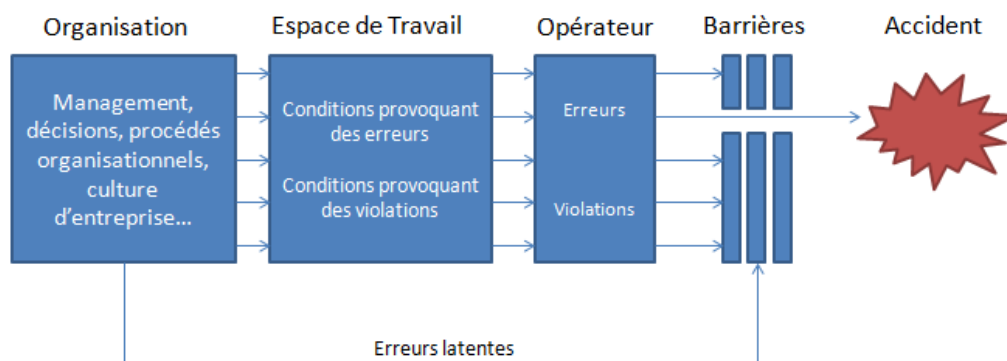 Organisation
Espace de Travail
Opérateur
Barrières
Accident
Management,
décisions, procédés
organisationnels,
culture
d’entreprise…
Conditions provoquant
des erreurs
Conditions provoquant
des violations
Erreurs
Violations
Erreurs latentes